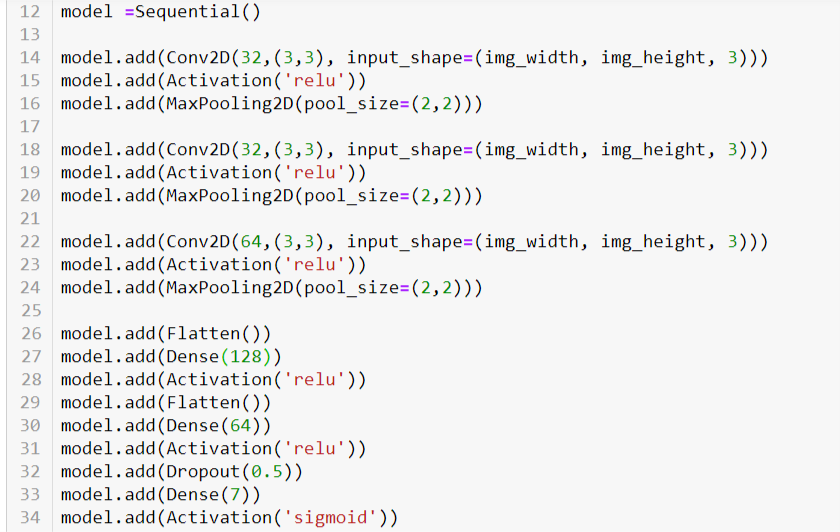 12 model =Sequential()
13
14 model.add(Conv2D(32,(3,3), input_shape=(img_width, img_height, 3)))
15 model.add(Activation('relu'))
16 model.add(MaxPooling2D(pool_size=(2,2)))
17
18 model.add(Conv2D(32,(3,3), input_shape=(img_width, img_height, 3)))
19 model.add(Activation('relu'))
20 model.add(MaxPooling2D(pool_size=(2,2)))
21
22 model.add(Conv2D(64,(3,3), input_shape=(img_width, img_height, 3)))
23 model.add(Activation('relu'))
24 model.add(MaxPooling2D(pool_size=(2,2)))
25
26 model.add(Flatten())
27 model.add(Dense(128))
28 model.add(Activation('relu'))
29 model.add(Flatten())
30 model.add(Dense(64))
31 model.add(Activation('relu'))
32 model.add(Dropout(0.5))
33 model.add(Dense(7))
34 model.add(Activation('sigmoid'))